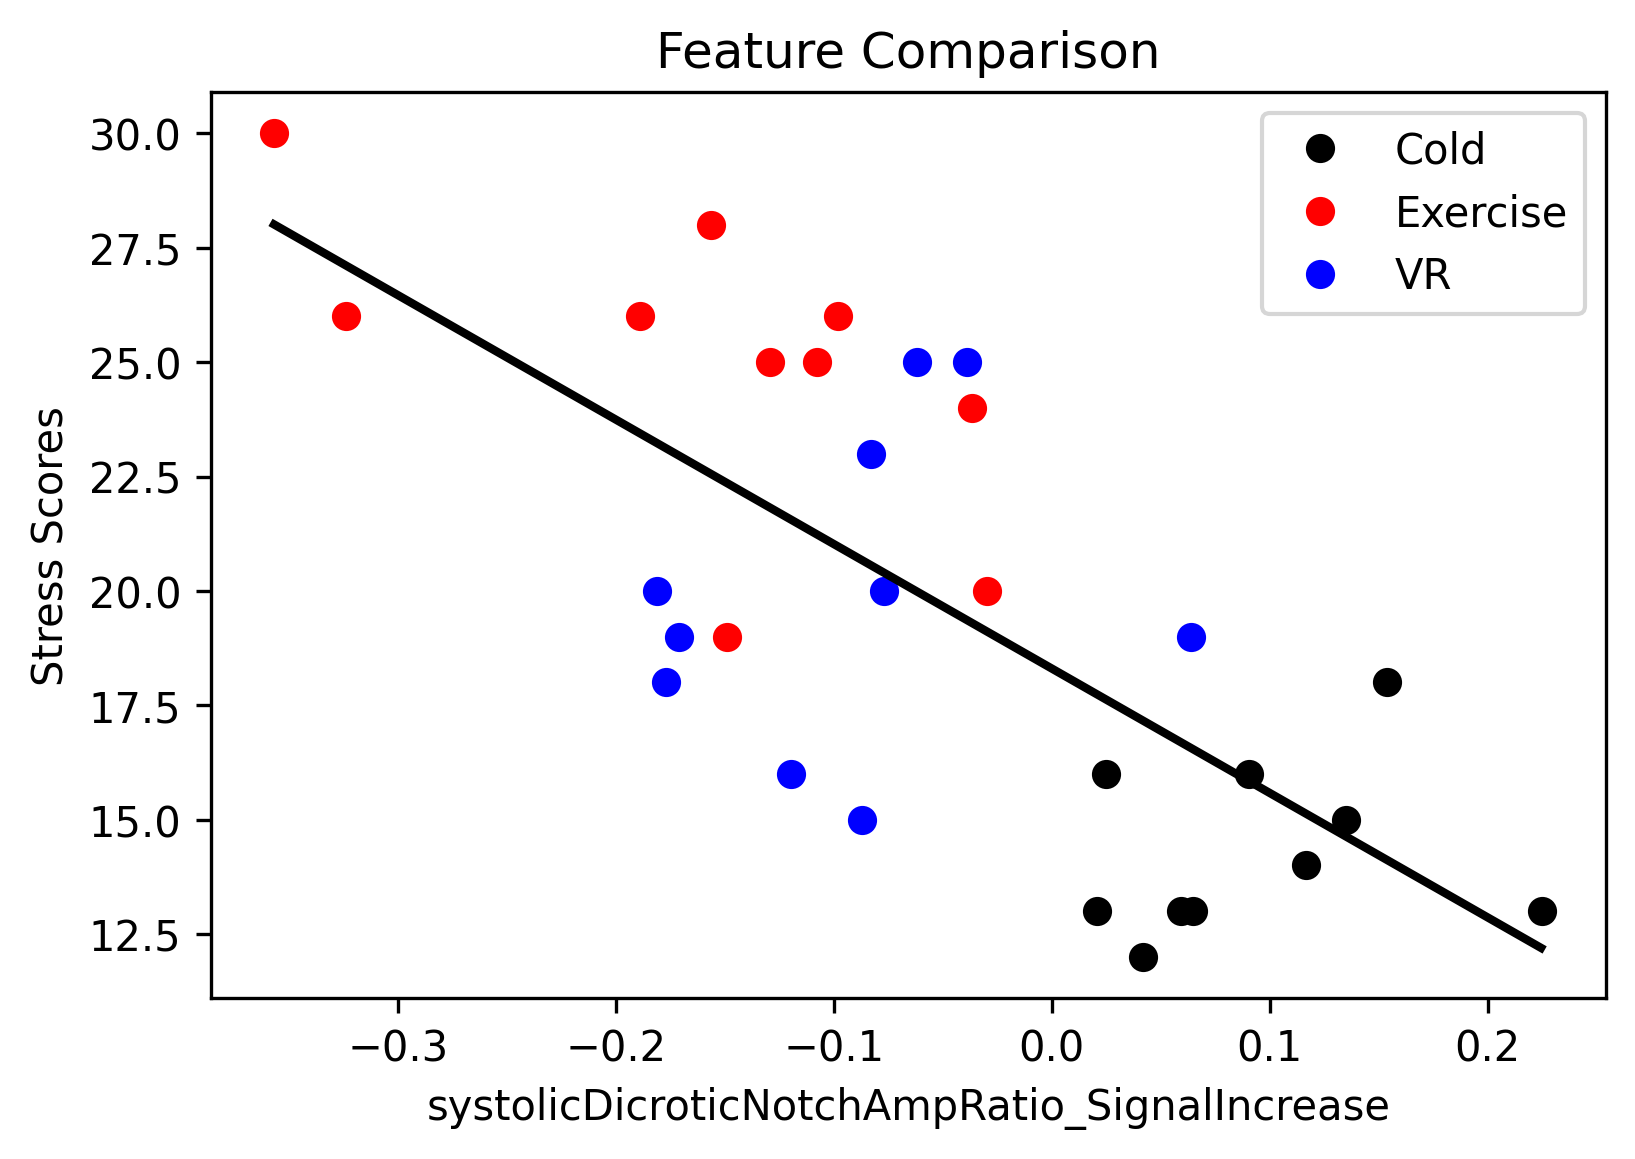 Feature Comparison
Cold
Exercise
VR
Stress Scores
30.0
27.5
25.0
22.5
20.0
17.5
15.0
12.5
−0.3
−0.2
−0.1
0.0
0.1
0.2
systolicDicroticNotchAmpRatio_SignalIncrease